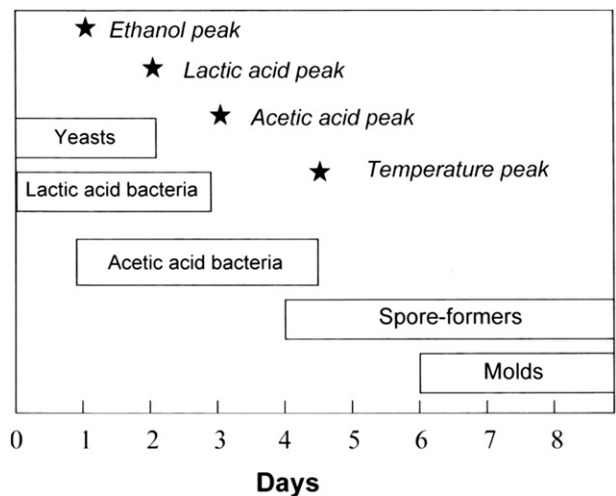 Ethanol peak
Lactic acid peak
Acetic acid peak
Yeasts
Temperature peak
Lactic acid bacteria
Acetic acid bacteria
Spore-formers
Molds
0 1 2 3 4 5 6 7 8
Days